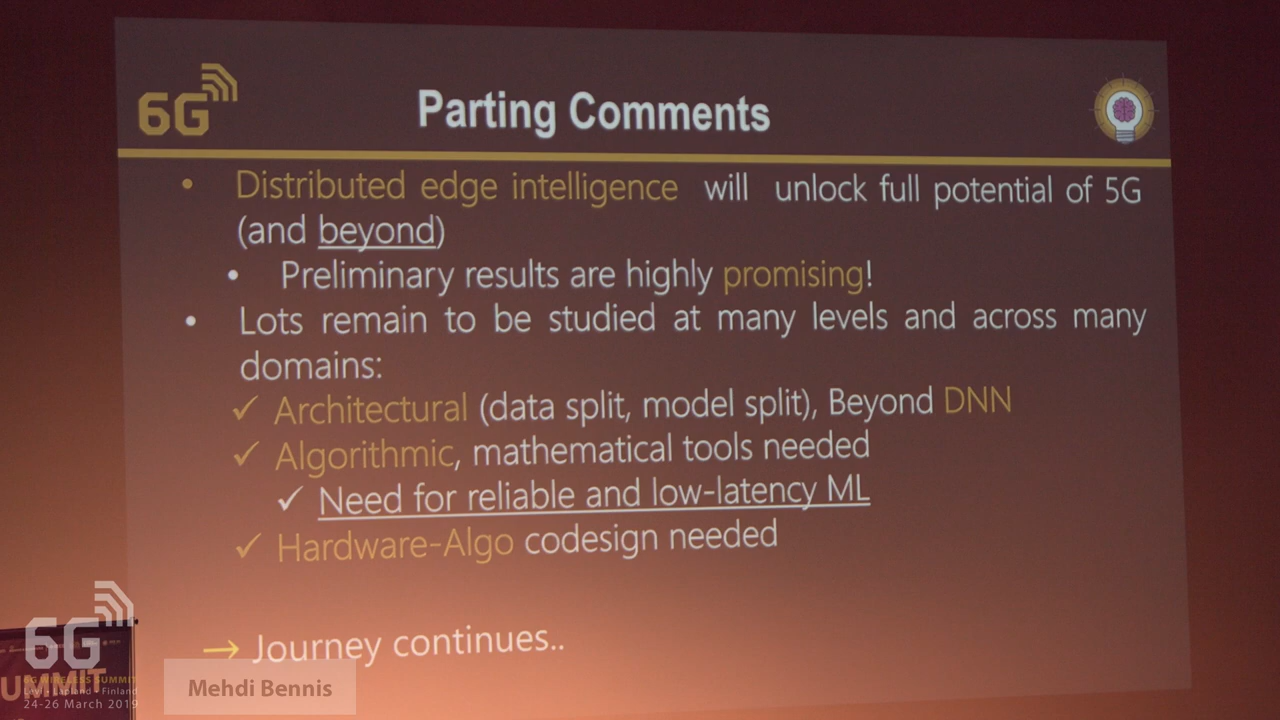 6G
Parting Comments
• Distributed edge intelligence will unlock full potential of 5G
(and beyond)
• Preliminary results are highly promising!
• Lots remain to be studied at many levels and across many
domains:
✓ Architectural (data split, model split), Beyond DNN
✓ Algorithmic, mathematical tools needed
✓ Need for reliable and low-latency ML
✓ Hardware-Algo codesign needed
→ Journey continues..
6G
UMMIT
6G WIRELESS SUMMIT
Levi • Lapland • Finland
24-26 March 2019
Mehdi Bennis